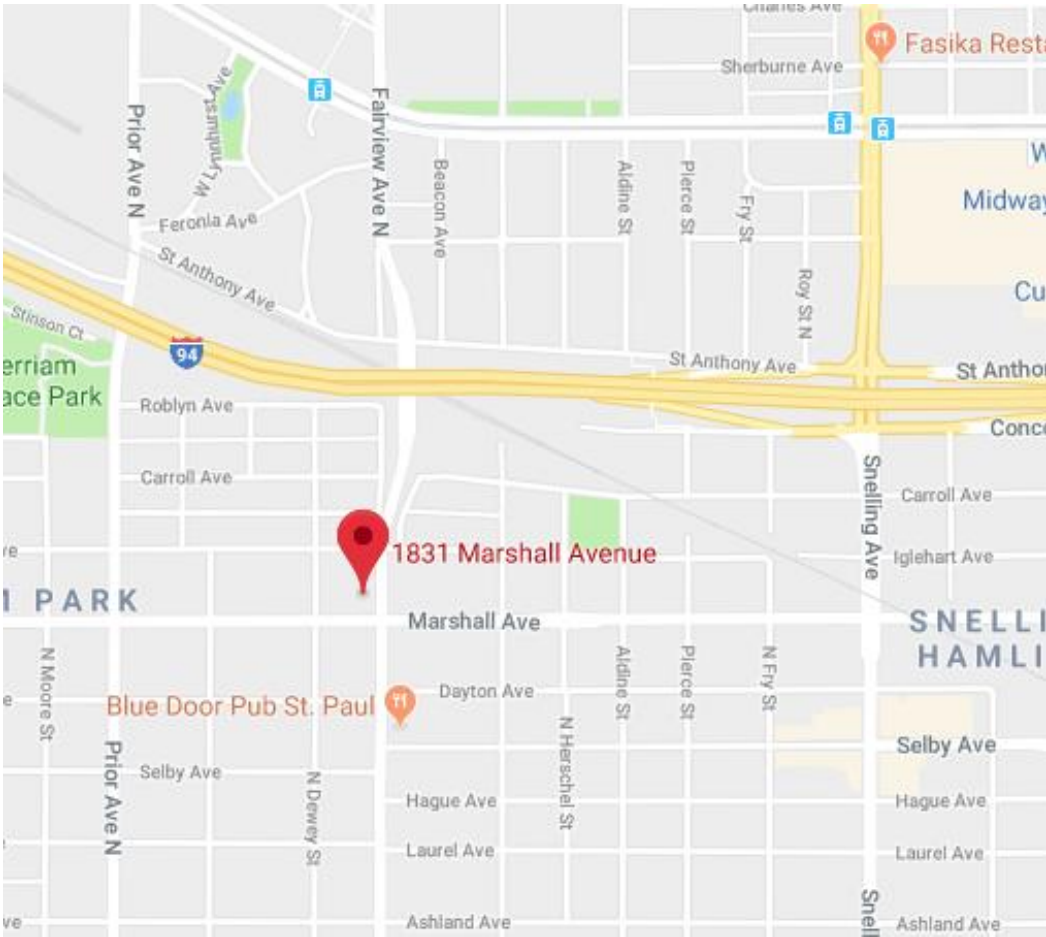 Charles Ave
Fasika Resta
Sherburne Ave
W Lynnhurst Ave
Prior Ave N
Fairview Ave N
Beacon Ave
Aldine St
Pierce St
Fry St
W
Midway
Feronia Ave
St Anthony Ave
Roy St N
Cu
Stinson Ct
94
St Anthony Ave
St Anthon
erriam
ace Park
Roblyn Ave
Conco
Carroll Ave
Snelling Ave
Carroll Ave
ve
1831 Marshall Avenue
Iglehart Ave
M PARK
Marshall Ave
SNELLI
HAMLI
N Moore St
Aldine St
Pierce St
N Fry St
e
Blue Door Pub St. Paul
Dayton Ave
Prior Ave N
Selby Ave
N Dewey St
N Herschel St
Selby Ave
Hague Ave
Hague Ave
Laurel Ave
Laurel Ave
Snell
ve
Ashland Ave
Ashland Ave